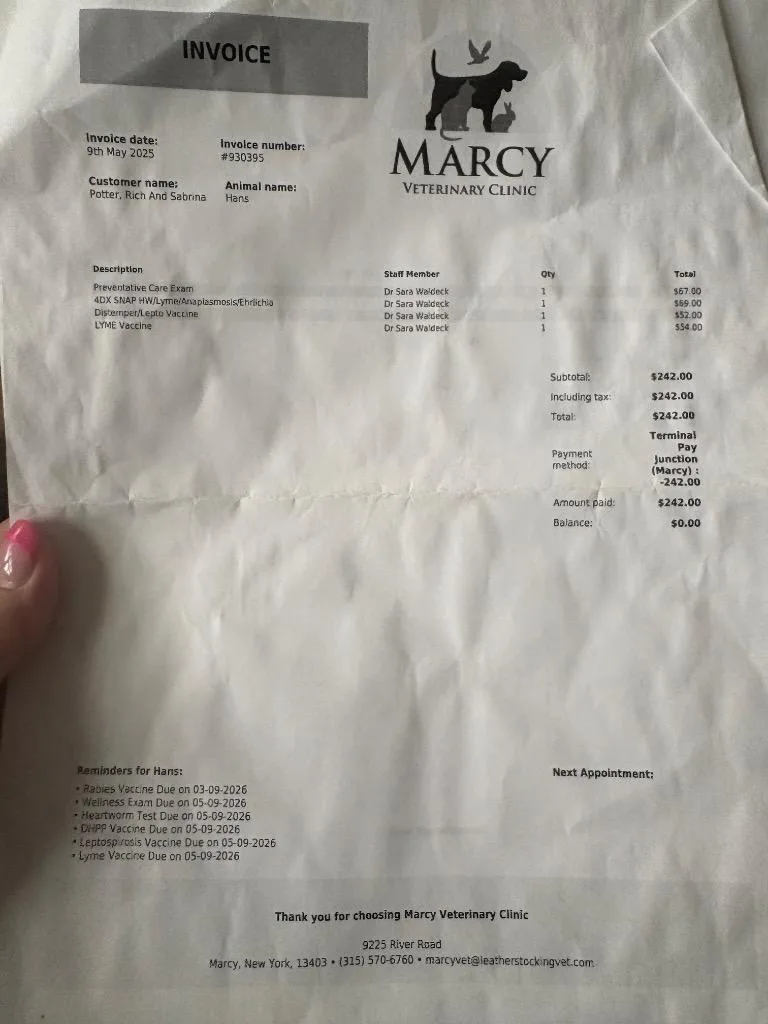 INVOICE
MARCY
VETERINARY CLINIC
Invoice date:
9th May 2025
Invoice number:
#930395
Customer name:
Potter, Rich And Sabrina
Animal name:
Hans
Description Staff Member Qty Total
Preventative Care Exam Dr Sara Waldeck 1 $67.00
4DX SNAP HW/Lyme/Anaplasmosis/Ehrlichia Dr Sara Waldeck 1 $69.00
Distemper/Lepto Vaccine Dr Sara Waldeck 1 $52.00
LYME Vaccine Dr Sara Waldeck 1 $54.00
Subtotal: $242.00
Including tax: $242.00
Total: $242.00
Payment method: Terminal Pay Junction (Marcy) : -242.00
Amount paid: $242.00
Balance: $0.00
Reminders for Hans:
• Rabies Vaccine Due on 03-09-2026
• Wellness Exam Due on 05-09-2026
• Heartworm Test Due on 05-09-2026
• DHPP Vaccine Due on 05-09-2026
• Leptospirosis Vaccine Due on 05-09-2026
• Lyme Vaccine Due on 05-09-2026
Next Appointment:
Thank you for choosing Marcy Veterinary Clinic
9225 River Road
Marcy, New York, 13403 • (315) 570-6760 • marcyvet@leatherstockingvet.com